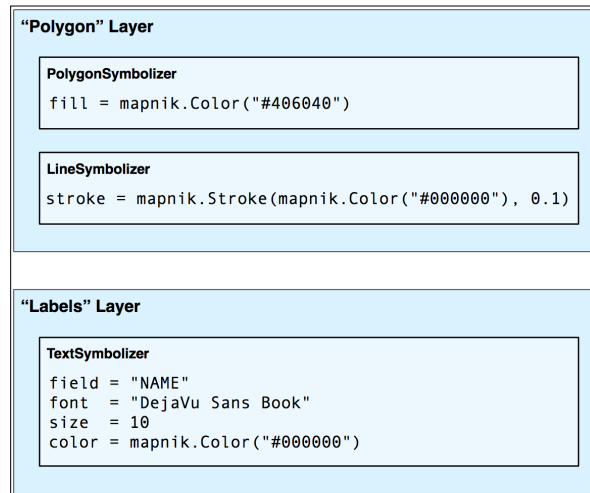 “Polygon” Layer
PolygonSymbolizer
fill = mapnik.Color("#406040")
LineSymbolizer
stroke = mapnik.Stroke(mapnik.Color("#000000"), 0.1)
“Labels” Layer
TextSymbolizer
field = "NAME"
font  = "DejaVu Sans Book"
size  = 10
color = mapnik.Color("#000000")